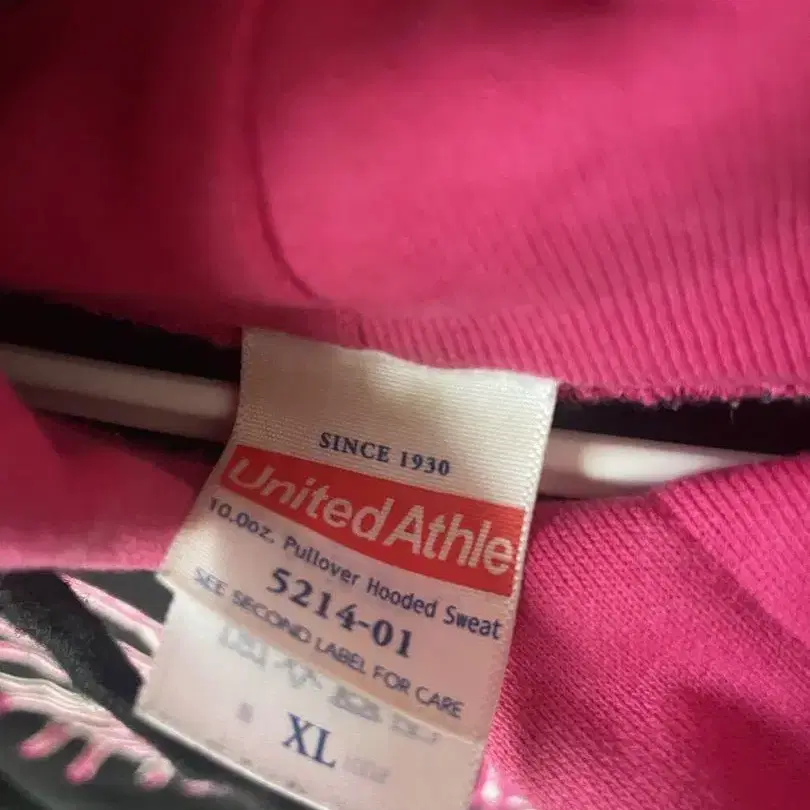 SINCE 1930
UnitedAthle
10.0oz. Pullover Hooded Sweat
5214-01
SEE SECOND LABEL FOR CARE
XL